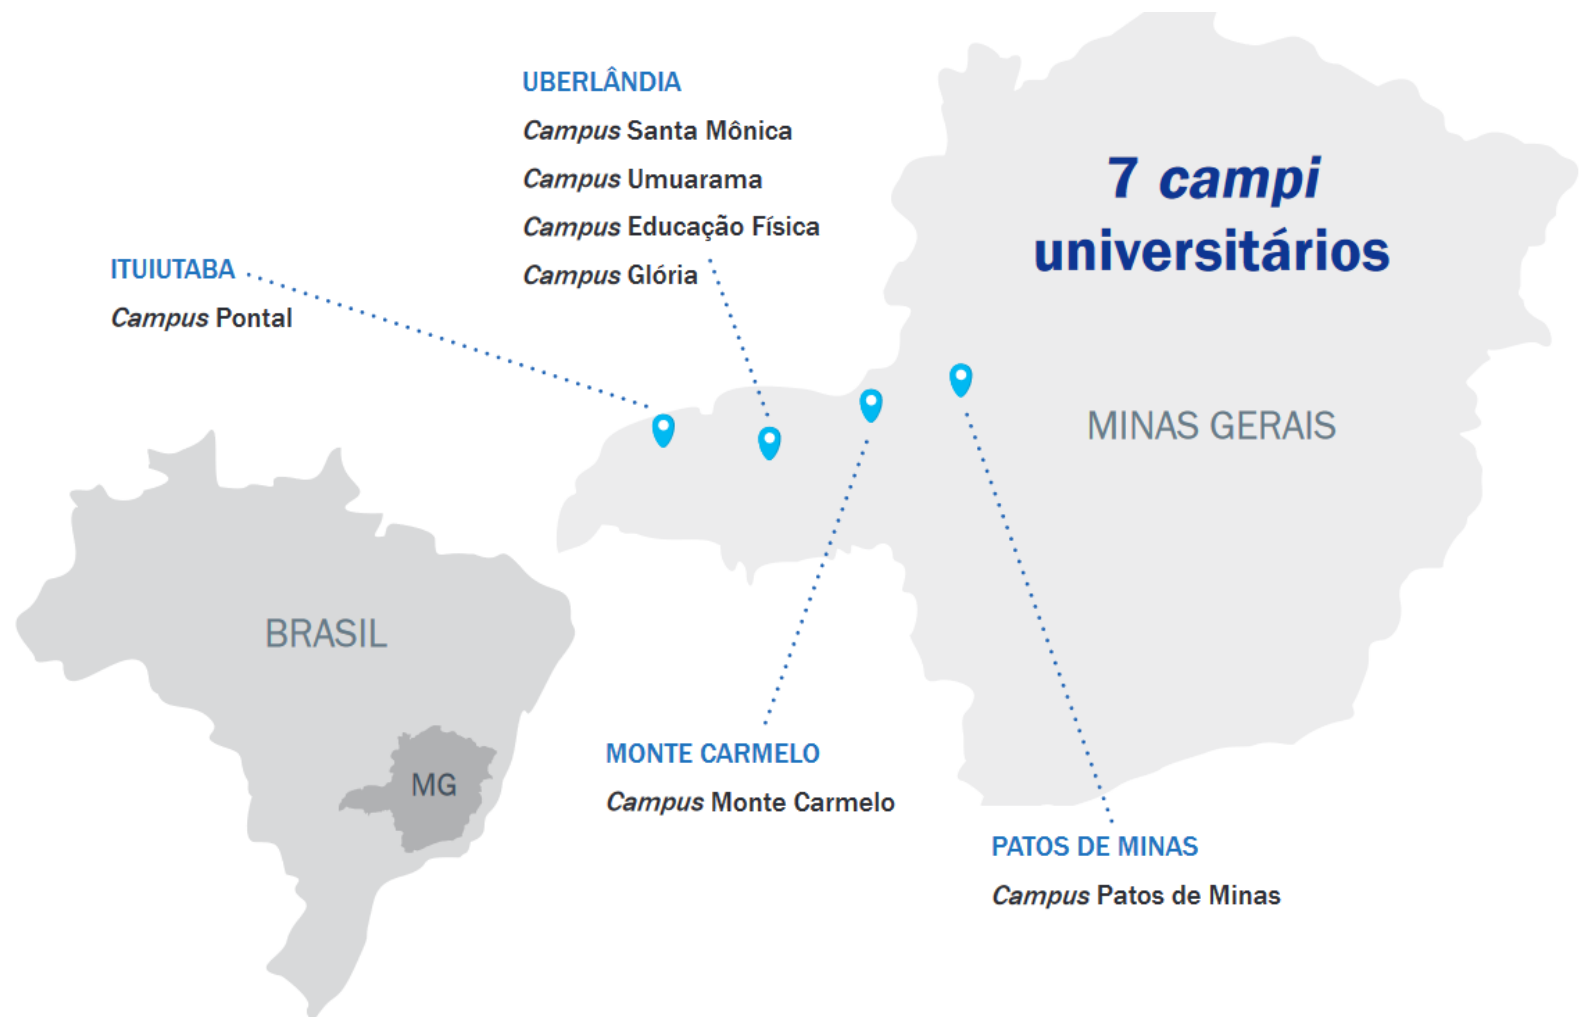 UBERLÂNDIA
Campus Santa Mônica
Campus Umuarama
Campus Educação Física
Campus Glória
7 campi
universitários
ITUIUTABA
Campus Pontal
MINAS GERAIS
BRASIL
MG
MONTE CARMELO
Campus Monte Carmelo
PATOS DE MINAS
Campus Patos de Minas